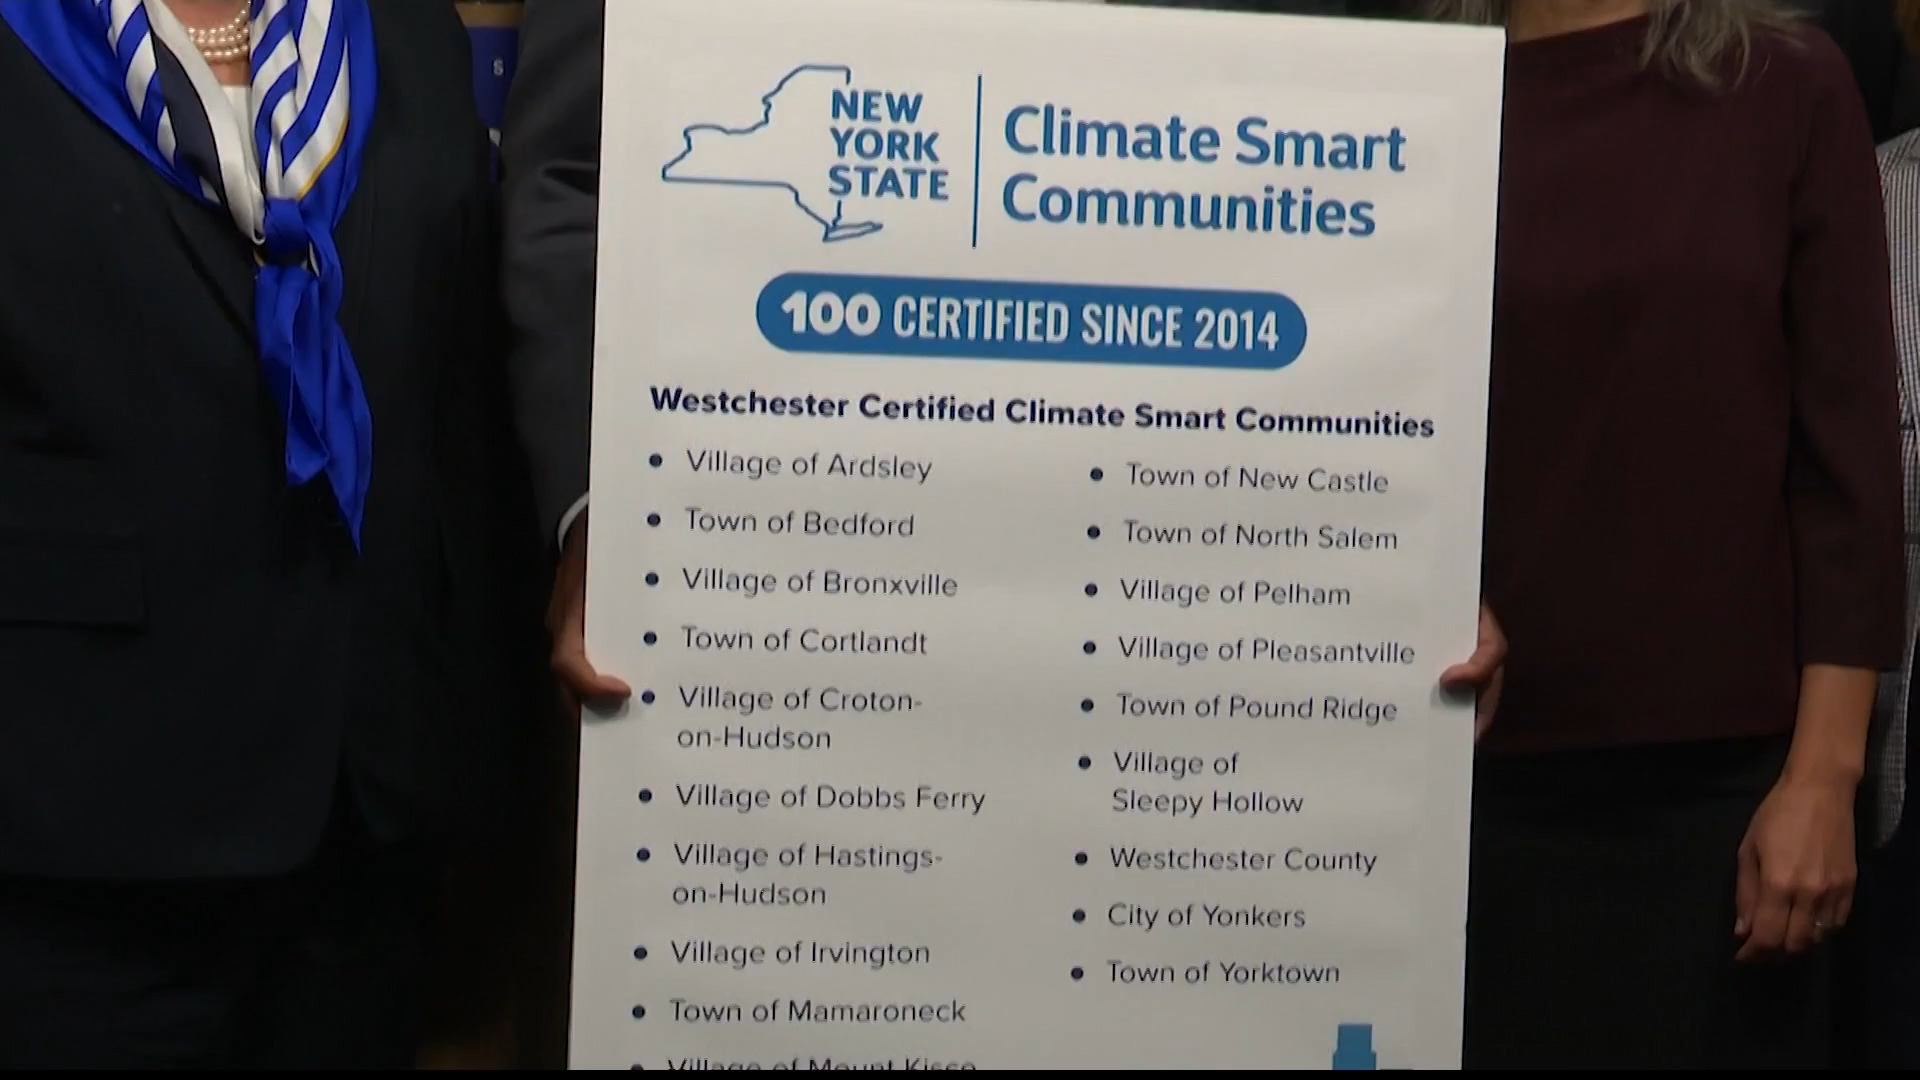 NEW
YORK
STATE
Climate Smart
Communities
100 CERTIFIED SINCE 2014
Westchester Certified Climate Smart Communities
• Village of Ardsley
• Town of Bedford
• Village of Bronxville
• Town of Cortlandt
• Village of Croton-
on-Hudson
• Village of Dobbs Ferry
• Village of Hastings-
on-Hudson
• Village of Irvington
• Town of Mamaroneck
• Village of Mount Kisco
• Town of New Castle
• Town of North Salem
• Village of Pelham
• Village of Pleasantville
• Town of Pound Ridge
• Village of
Sleepy Hollow
• Westchester County
• City of Yonkers
• Town of Yorktown
S